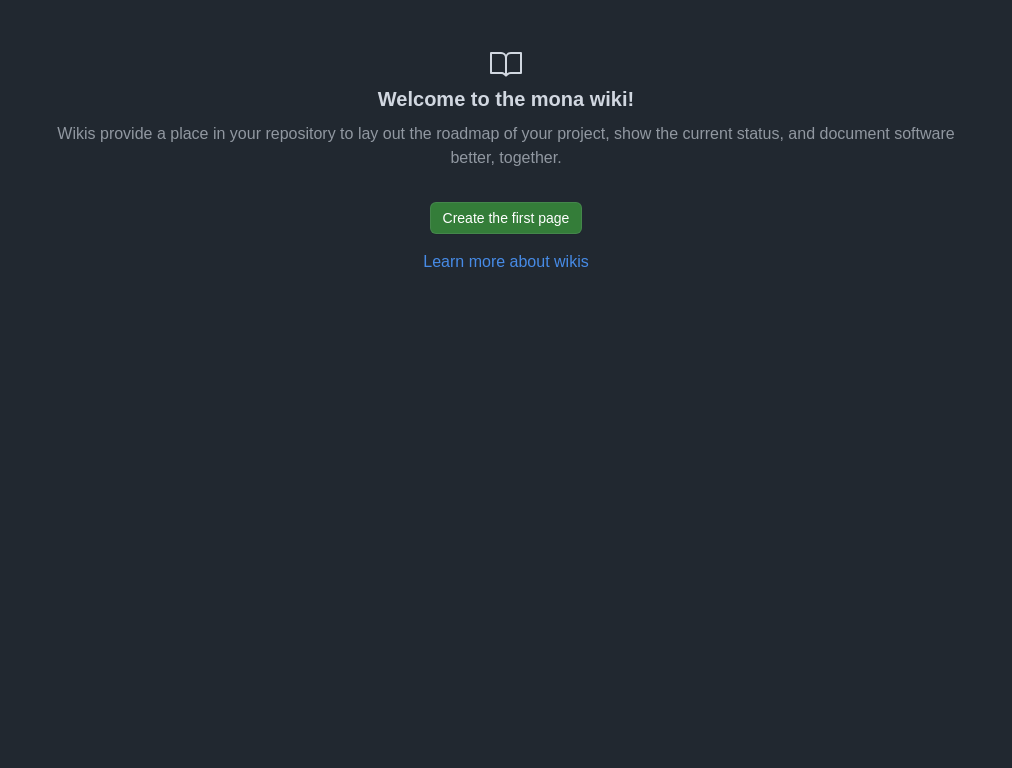 Welcome to the mona wiki!
Wikis provide a place in your repository to lay out the roadmap of your project, show the current status, and document software
better, together.
Create the first page
Learn more about wikis